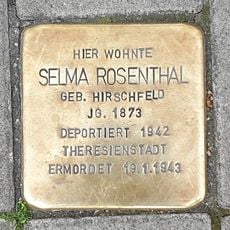 HIER WOHNTE
SELMA ROSENTHAL
GEB. HIRSCHFELD
JG. 1873
DEPORTIERT 1942
THERESIENSTADT
ERMORDET 19.1.1943